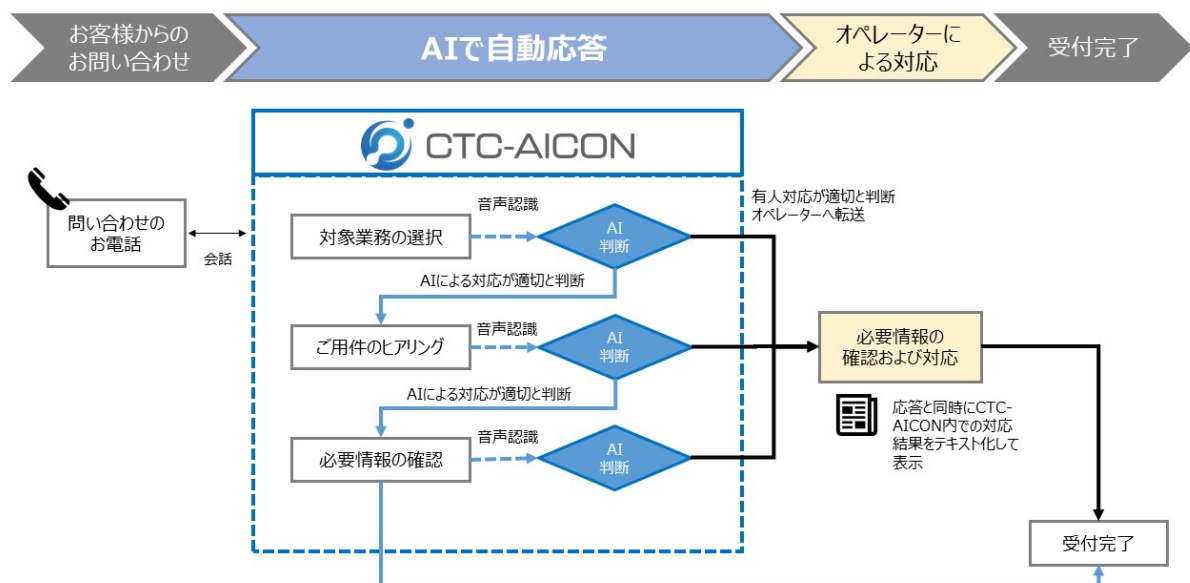 お客様からの
お問い合わせ
AIで自動応答
オペレーターに
よる対応
受付完了
CTC-AICON
問い合わせの
お電話
会話
対象業務の選択
音声認識
AI
判断
有人対応が適切と判断
オペレーターへ転送
AIによる対応が適切と判断
ご用件のヒアリング
音声認識
AI
判断
必要情報の
確認および対応
AIによる対応が適切と判断
必要情報の確認
音声認識
AI
判断
応答と同時にCTC-
AICON内での対応
結果をテキスト化して
表示
受付完了